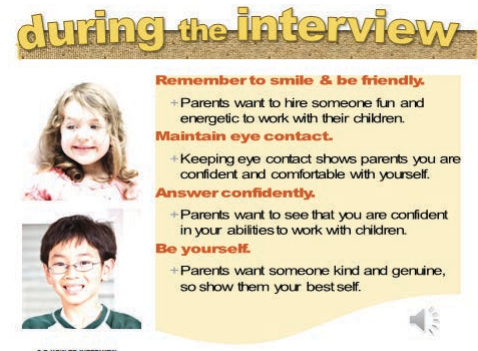 during the interview
Remember to smile & be friendly.
+Parents want to hire someone fun and
energetic to work with their children.
Maintain eye contact.
+Keeping eye contact shows parents you are
confident and comfortable with yourself.
Answer confidently.
+Parents want to see that you are confident
in your abilities to work with children.
Be yourself.
+Parents want someone kind and genuine,
so show them your best self.